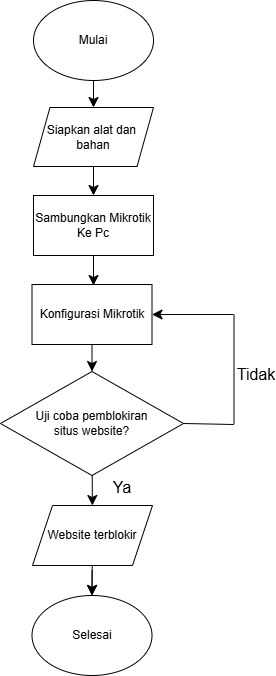 Mulai
Siapkan alat dan
bahan
Sambungkan Mikrotik
Ke Pc
Konfigurasi Mikrotik
Tidak
Uji coba pemblokiran
situs website?
Ya
Website terblokir
Selesai